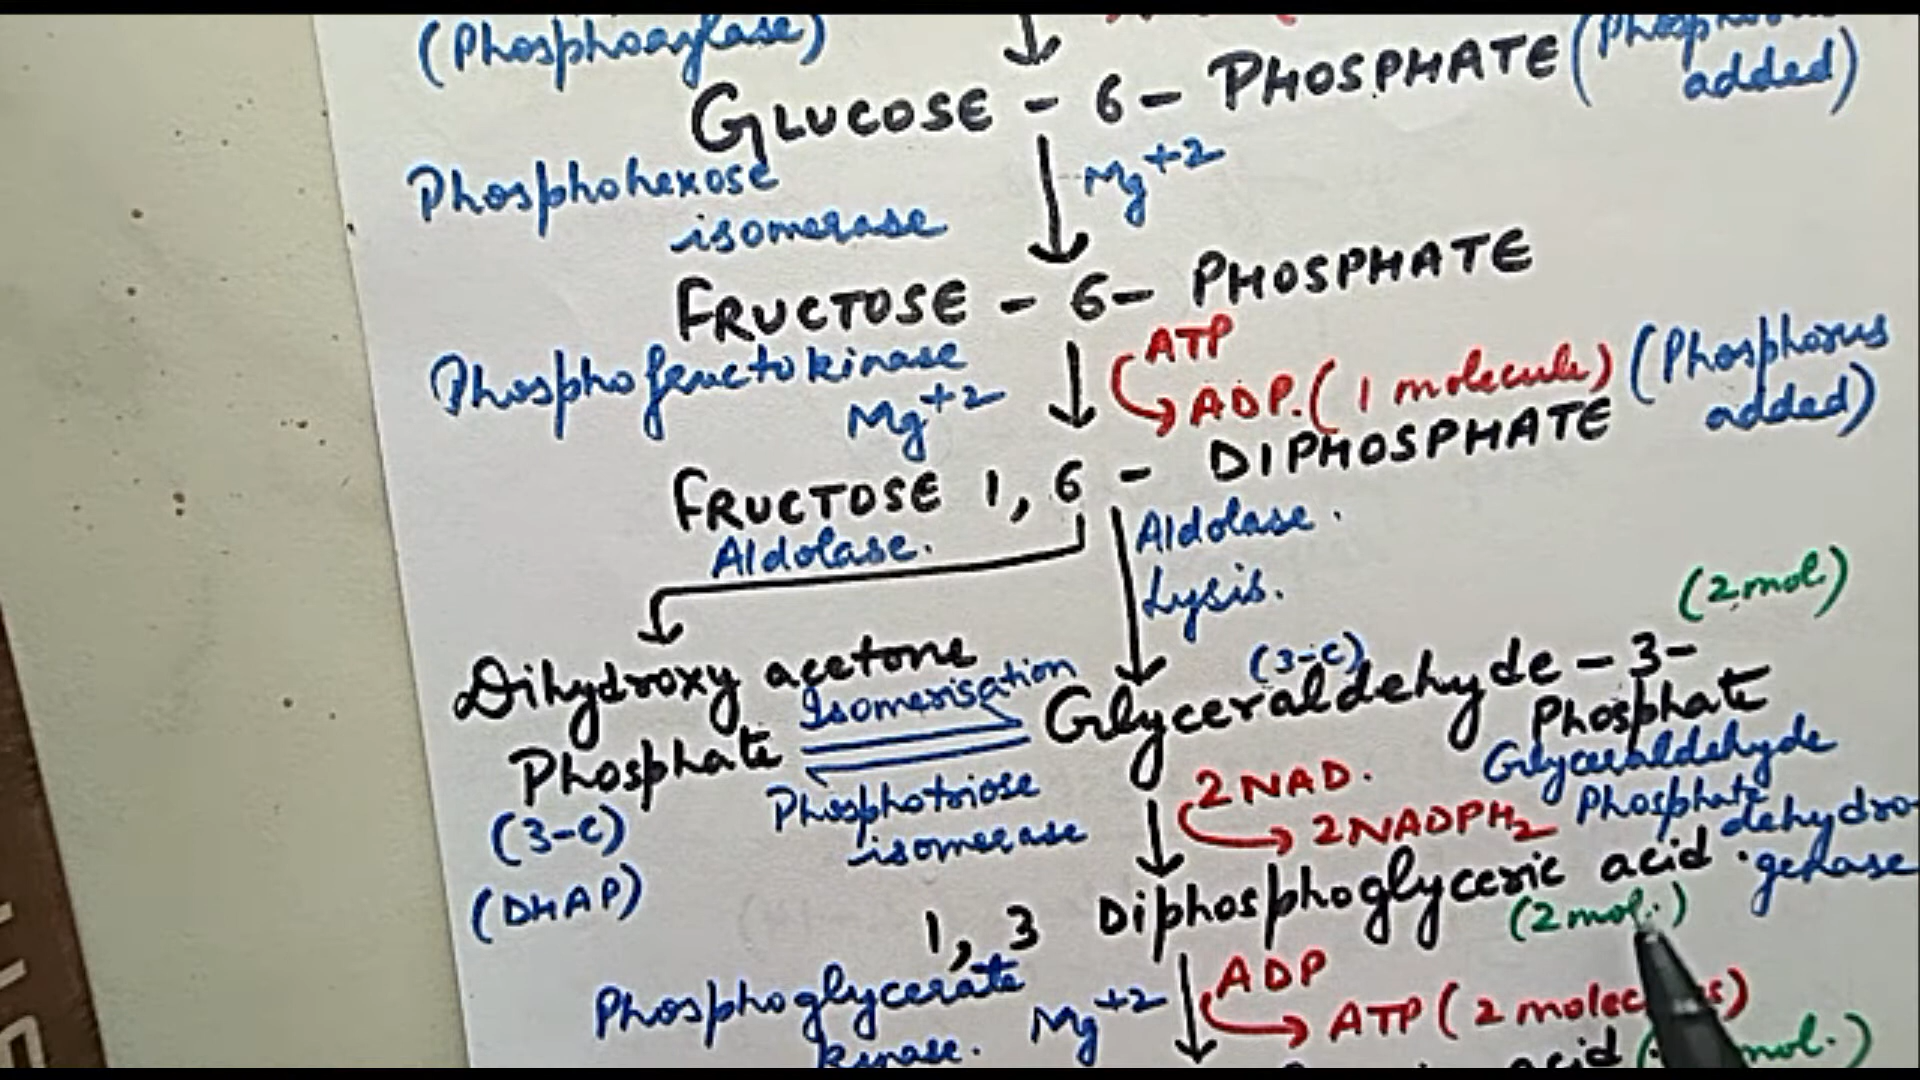 (Phosphorylase)
GLUCOSE - 6 - PHOSPHATE (Phosphorus
added)
Phosphohexose
isomerase
Mg+2
FRUCTOSE - 6 - PHOSPHATE
Phosphofructokinase
Mg+2
ATP
ADP. (1 molecule) (Phosphorus
added)
FRUCTOSE 1, 6 - DIPHOSPHATE
Aldolase.
Aldolase.
Lysis.
(2 mol.)
Dihydroxy acetone
Phosphate
(3-C)
(DHAP)
Isomerisation
Phosphotriose
isomerase
(3-C)
Glyceraldehyde - 3 -
Phosphate
2NAD.
2NADPH2
Glyceraldehyde
Phosphate
dehydro-
genase
1, 3 Diphosphoglyceric acid.
(2 mol.)
Phosphoglycerate
kinase.
Mg+2
ADP
ATP (2 molecules)
acid
mol.)